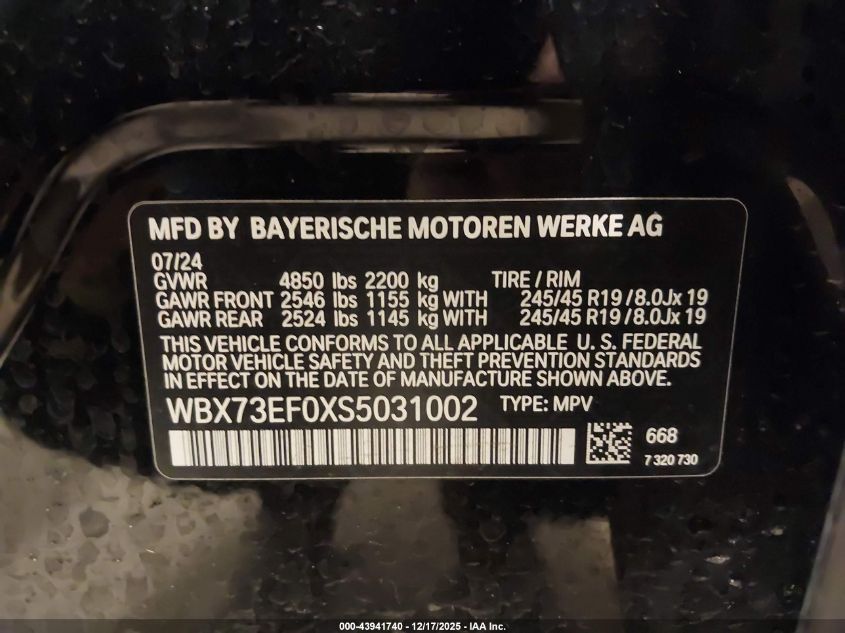 MFD BY BAYERISCHE MOTOREN WERKE AG
07/24
GVWR 4850 lbs 2200 kg TIRE / RIM
GAWR FRONT 2546 lbs 1155 kg WITH 245/45 R19 / 8.0Jx 19
GAWR REAR 2524 lbs 1145 kg WITH 245/45 R19 / 8.0Jx 19
THIS VEHICLE CONFORMS TO ALL APPLICABLE U. S. FEDERAL
MOTOR VEHICLE SAFETY AND THEFT PREVENTION STANDARDS
IN EFFECT ON THE DATE OF MANUFACTURE SHOWN ABOVE.
WBX73EF0XS5031002 TYPE: MPV
668
7 320 730
000-43941740 - 12/17/2025 - IAA Inc.